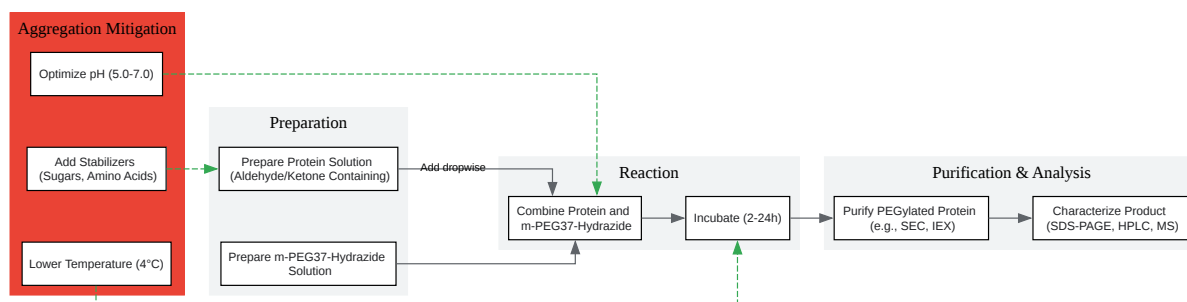 Aggregation Mitigation
Optimize pH (5.0-7.0)
Add Stabilizers
(Sugars, Amino Acids)
Lower Temperature (4°C)
Preparation
Prepare Protein Solution
(Aldehyde/Ketone Containing)
Prepare m-PEG37-Hydrazide
Solution
Add dropwise
Reaction
Combine Protein and
m-PEG37-Hydrazide
Incubate (2-24h)
Purification & Analysis
Purify PEGylated Protein
(e.g., SEC, IEX)
Characterize Product
(SDS-PAGE, HPLC, MS)